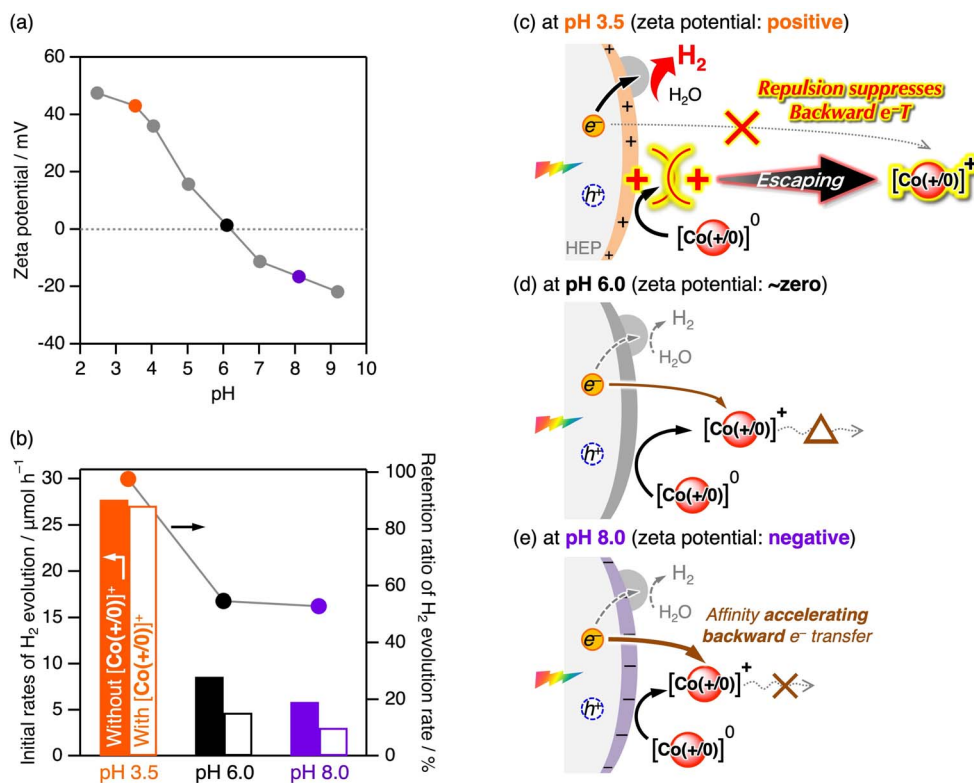 (a)
60
40
20
0
-20
-40
Zeta potential / mV
2 3 4 5 6 7 8 9 10
pH
(b)
30
25
20
15
10
5
0
Initial rates of H₂ evolution / μmol h⁻¹
Without [Co(+/0)]⁺
With [Co(+/0)]⁺
100
80
60
40
20
0
Retention ratio of H₂ evolution rate / %
pH 3.5 pH 6.0 pH 8.0
(c) at pH 3.5 (zeta potential: positive)
H₂
H₂O
Repulsion suppresses
Backward e⁻T
e⁻
+
+
+
+
+
+
+ +
Escaping
[Co(+/0)]⁺
h⁺
[Co(+/0)]⁰
HEP
(d) at pH 6.0 (zeta potential: ~zero)
H₂
H₂O
e⁻
[Co(+/0)]⁺
h⁺
[Co(+/0)]⁰
(e) at pH 8.0 (zeta potential: negative)
H₂
H₂O
Affinity accelerating
backward e⁻ transfer
e⁻
[Co(+/0)]⁺
h⁺
[Co(+/0)]⁰